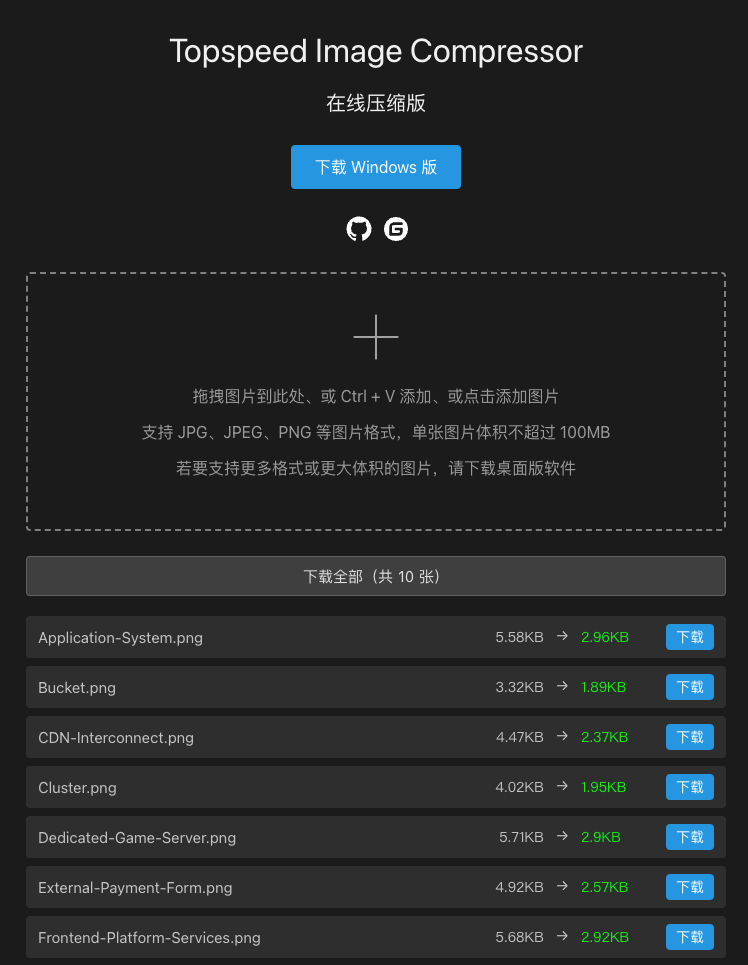 Topspeed Image Compressor
在线压缩版
下载 Windows 版
拖拽图片到此处、或 Ctrl + V 添加、或点击添加图片
支持 JPG、JPEG、PNG 等图片格式，单张图片体积不超过 100MB
若要支持更多格式或更大体积的图片，请下载桌面版软件
下载全部（共 10 张）
Application-System.png 5.58KB → 2.96KB 下载
Bucket.png 3.32KB → 1.89KB 下载
CDN-Interconnect.png 4.47KB → 2.37KB 下载
Cluster.png 4.02KB → 1.95KB 下载
Dedicated-Game-Server.png 5.71KB → 2.9KB 下载
External-Payment-Form.png 4.92KB → 2.57KB 下载
Frontend-Platform-Services.png 5.68KB → 2.92KB 下载